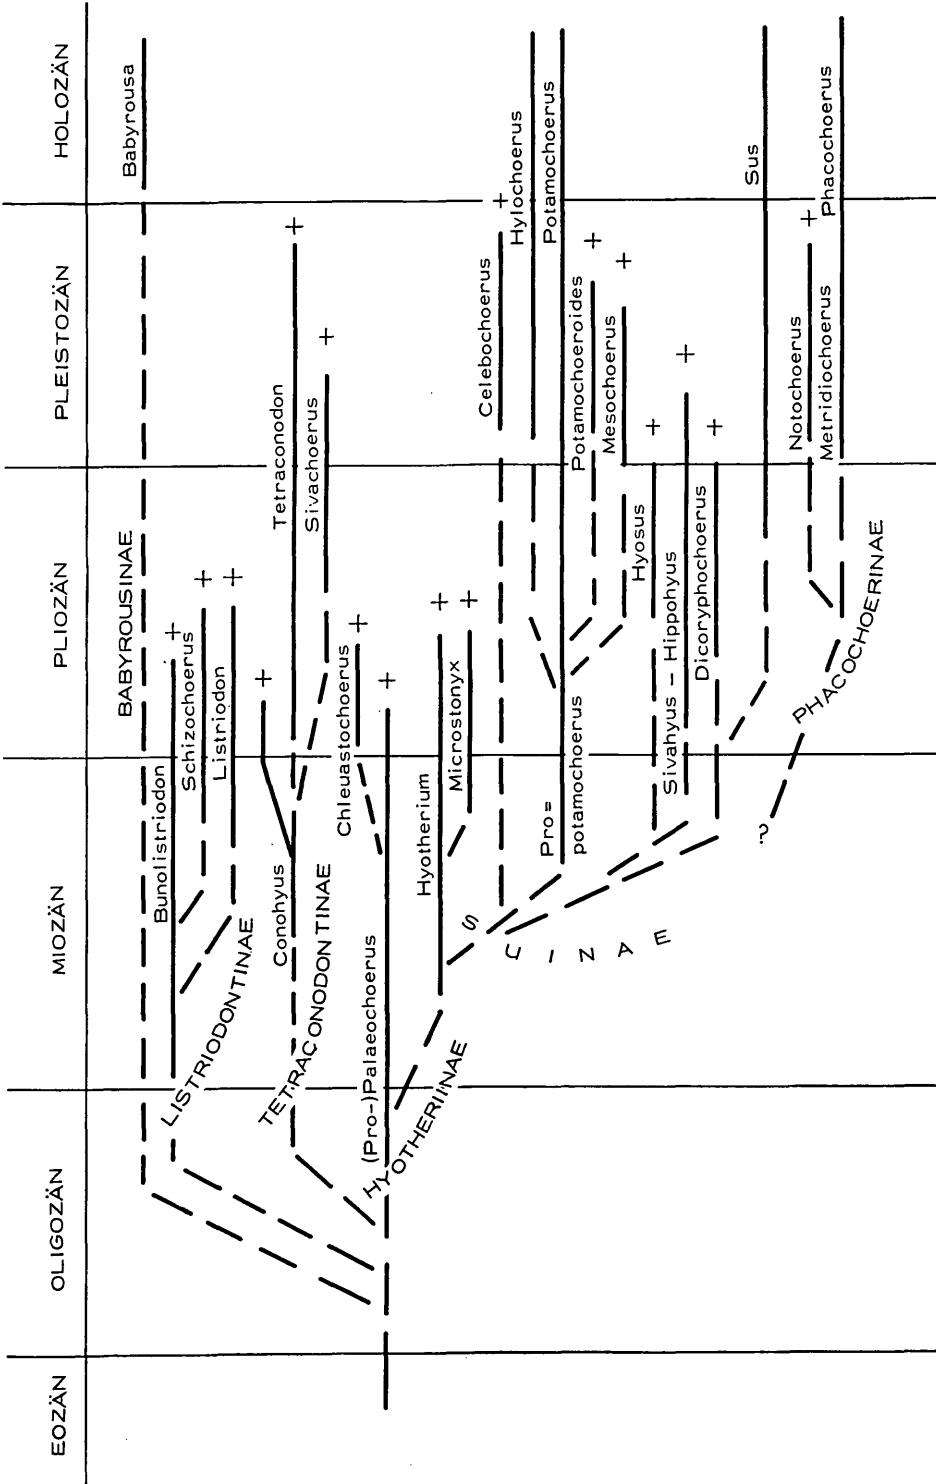 HOLOZÄN
PLEISTOZÄN
PLIOZÄN
MIOZÄN
OLIGOZÄN
EOZÄN
Babyrousa
BABYROUSINAE
Bunolistriodon
+
Schizochoerus
+
Listriodon
+
LISTRIODONTINAE
+
Conohyus
Tetraconodon
+
Sivachoerus
+
TETRACONODONTINAE
Chleuastochoerus
+
(Pro-)Palaeochoerus
+
HYOTHERIINAE
Hyotherium
+
Microstonyx
+
Celebochoerus
+
Hylochoerus
Potamochoerus
Pro=
potamochoerus
Potamochoeroides
+
Mesochoerus
+
Hyosus
+
Sivahyus – Hippohyus
+
Dicoryphochoerus
+
SUINAE
Sus
Notochoerus
+
Metridiochoerus
Phacochoerus
PHACOCHOERINAE
?